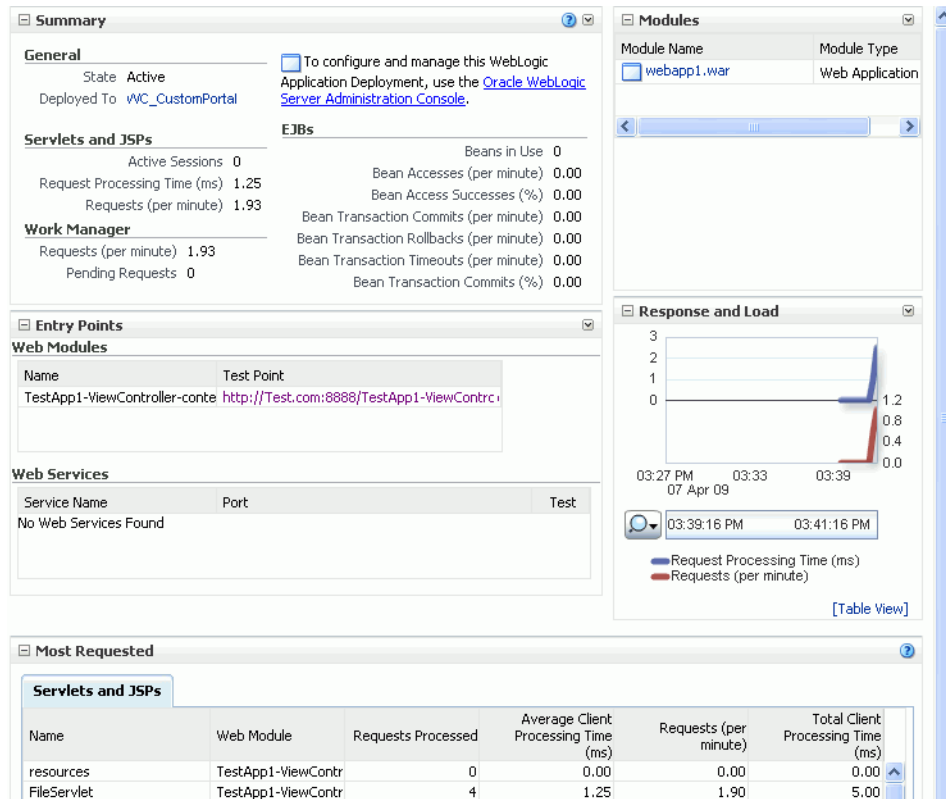 Summary
General
State Active
Deployed To WC_CustomPortal
To configure and manage this WebLogic
Application Deployment, use the Oracle WebLogic
Server Administration Console.
Servlets and JSPs
Active Sessions 0
Request Processing Time (ms) 1.25
Requests (per minute) 1.93
Work Manager
Requests (per minute) 1.93
Pending Requests 0
EJBs
Beans in Use 0
Bean Accesses (per minute) 0.00
Bean Access Successes (%) 0.00
Bean Transaction Commits (per minute) 0.00
Bean Transaction Rollbacks (per minute) 0.00
Bean Transaction Timeouts (per minute) 0.00
Bean Transaction Commits (%) 0.00
Modules
Module Name Module Type
webapp1.war Web Application
Entry Points
Web Modules
Name Test Point
TestApp1-ViewController-conte http://Test.com:8888/TestApp1-ViewContrc
Web Services
Service Name Port Test
No Web Services Found
Response and Load
3
2
1
0
1.2
0.8
0.4
0.0
03:27 PM 03:33 03:39
07 Apr 09
03:39:16 PM 03:41:16 PM
Request Processing Time (ms)
Requests (per minute)
[Table View]
Most Requested
Servlets and JSPs
Name Web Module Requests Processed Average Client Processing Time (ms) Requests (per minute) Total Client Processing Time (ms)
resources TestApp1-ViewContr 0 0.00 0.00 0.00
FileServlet TestApp1-ViewContr 4 1.25 1.90 5.00